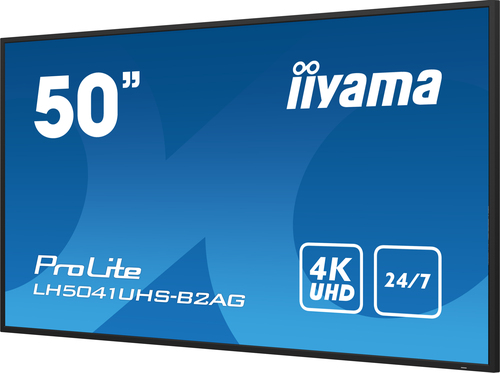 50"
iiyama
ProLite
LH5041UHS-B2AG
4K
UHD
24/7